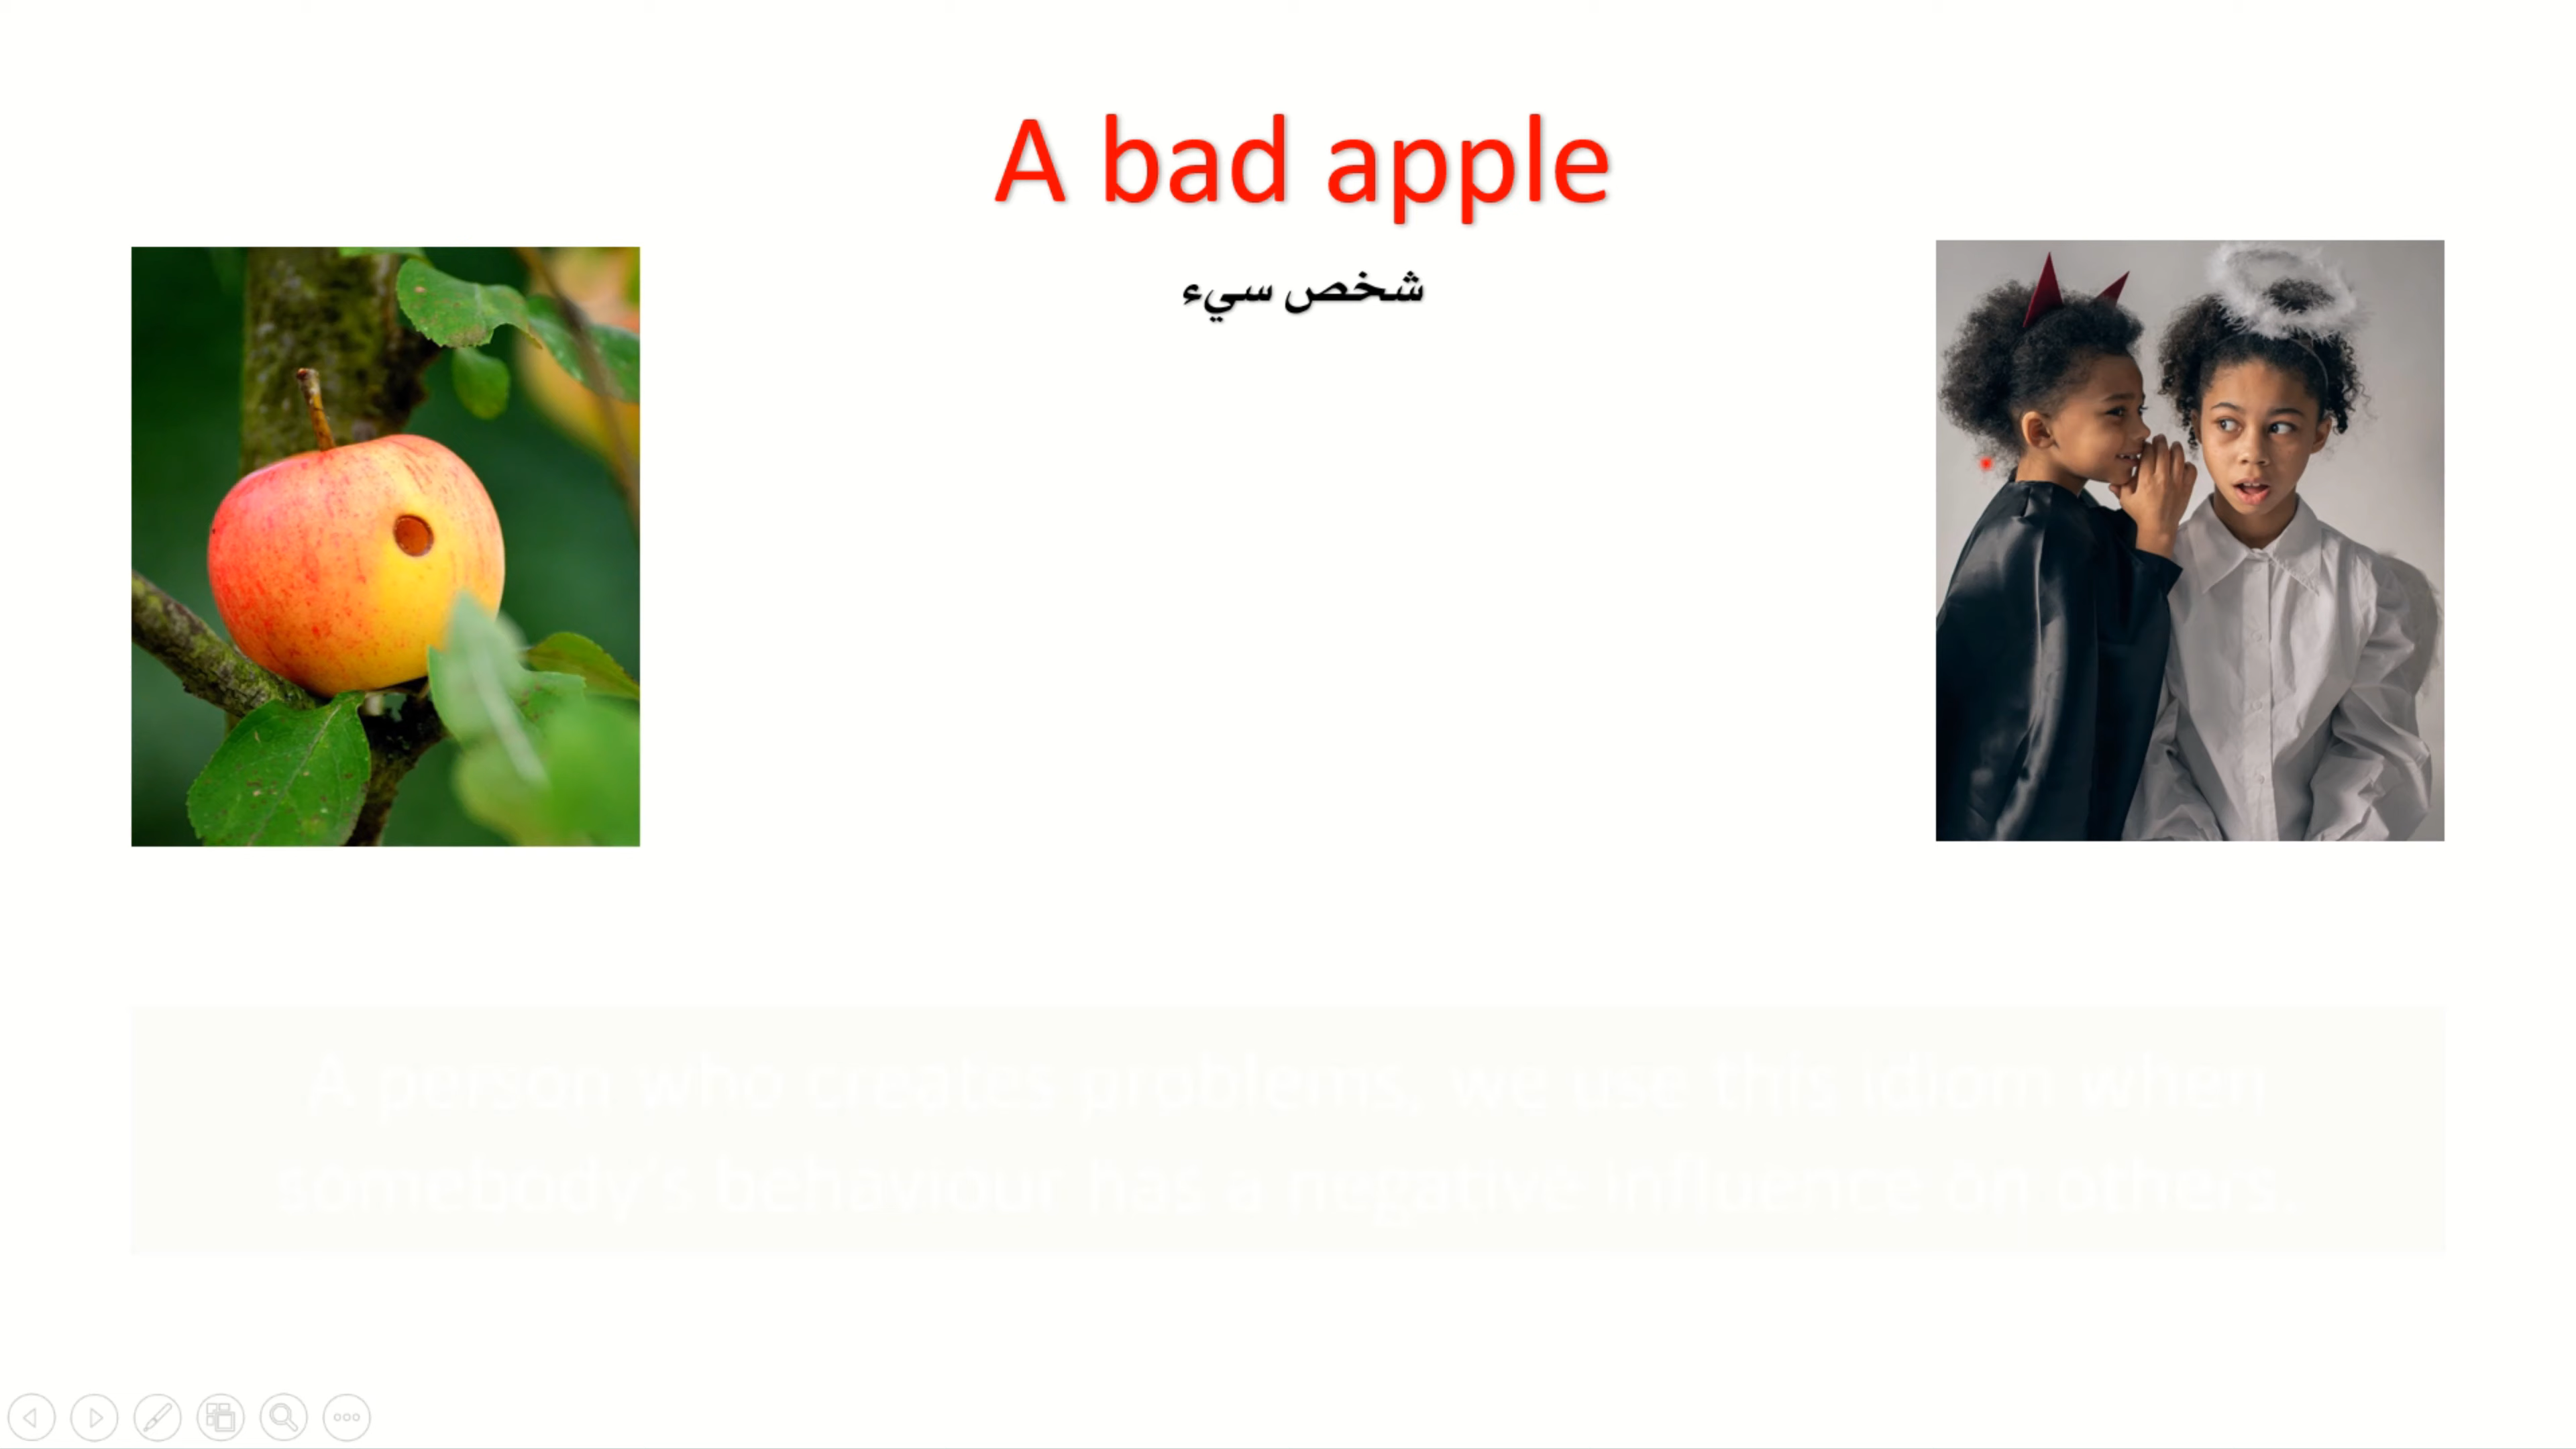 A bad apple
شخص سيء
A person who creates problems, we use this idiom when
somebody's behaviour has a negative influence on others.